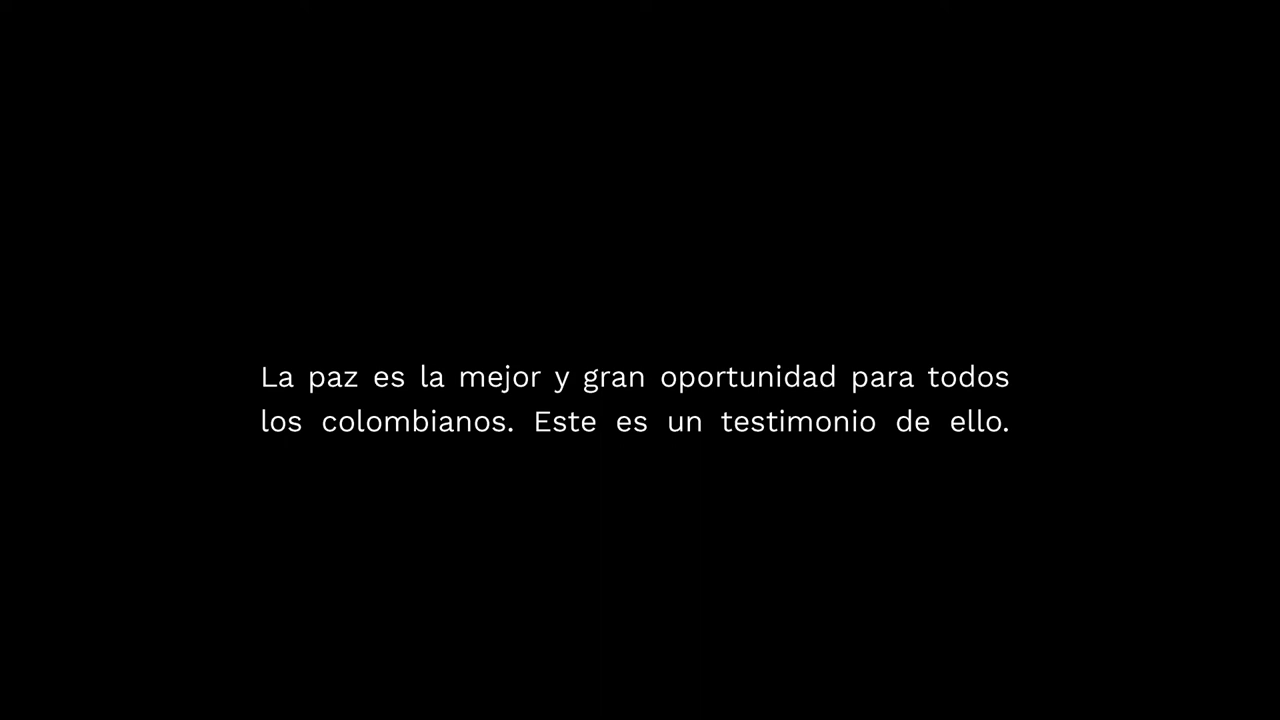 La paz es la mejor y gran oportunidad para todos
los colombianos. Este es un testimonio de ello.